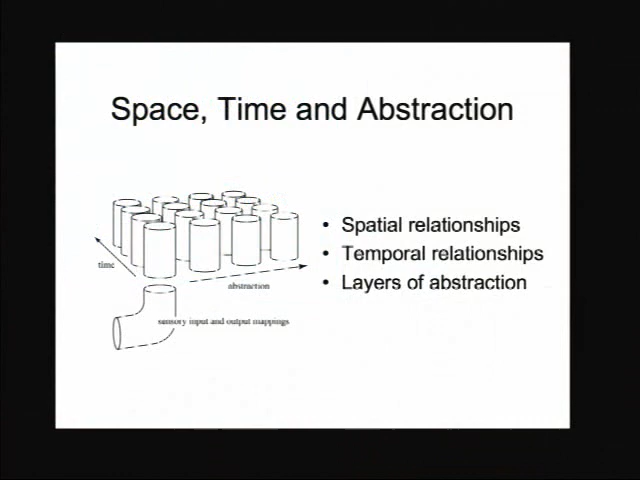 Space, Time and Abstraction
• Spatial relationships
• Temporal relationships
• Layers of abstraction
time
abstraction
sensory input and output mappings